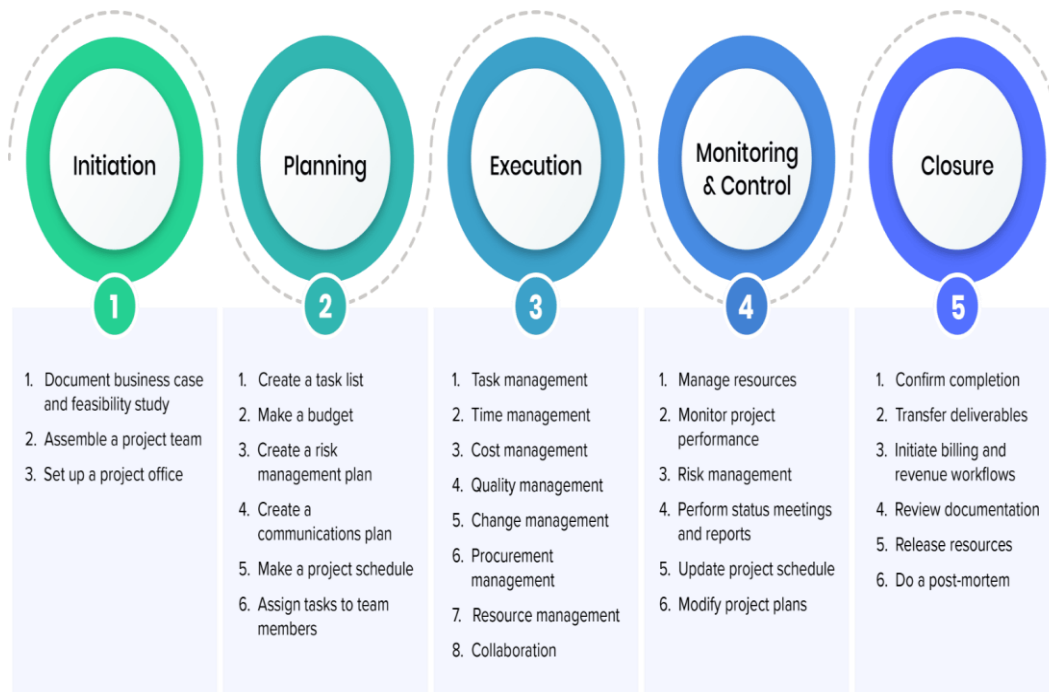 Initiation
Planning
Execution
Monitoring
& Control
Closure
1
2
3
4
5
1. Document business case
and feasibility study
2. Assemble a project team
3. Set up a project office
1. Create a task list
2. Make a budget
3. Create a risk
management plan
4. Create a
communications plan
5. Make a project schedule
6. Assign tasks to team
members
1. Task management
2. Time management
3. Cost management
4. Quality management
5. Change management
6. Procurement
management
7. Resource management
8. Collaboration
1. Manage resources
2. Monitor project
performance
3. Risk management
4. Perform status meetings
and reports
5. Update project schedule
6. Modify project plans
1. Confirm completion
2. Transfer deliverables
3. Initiate billing and
revenue workflows
4. Review documentation
5. Release resources
6. Do a post-mortem